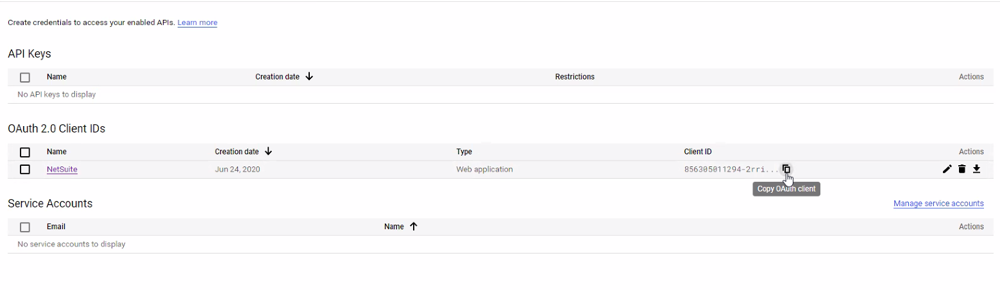 Create credentials to access your enabled APIs. Learn more
API Keys
Name Creation date Restrictions Actions
No API keys to display
OAuth 2.0 Client IDs
Name Creation date Type Client ID Actions
NetSuite Jun 24, 2020 Web application 856305011294-2rri...
Copy OAuth client
Service Accounts Manage service accounts
Email Name Actions
No service accounts to display